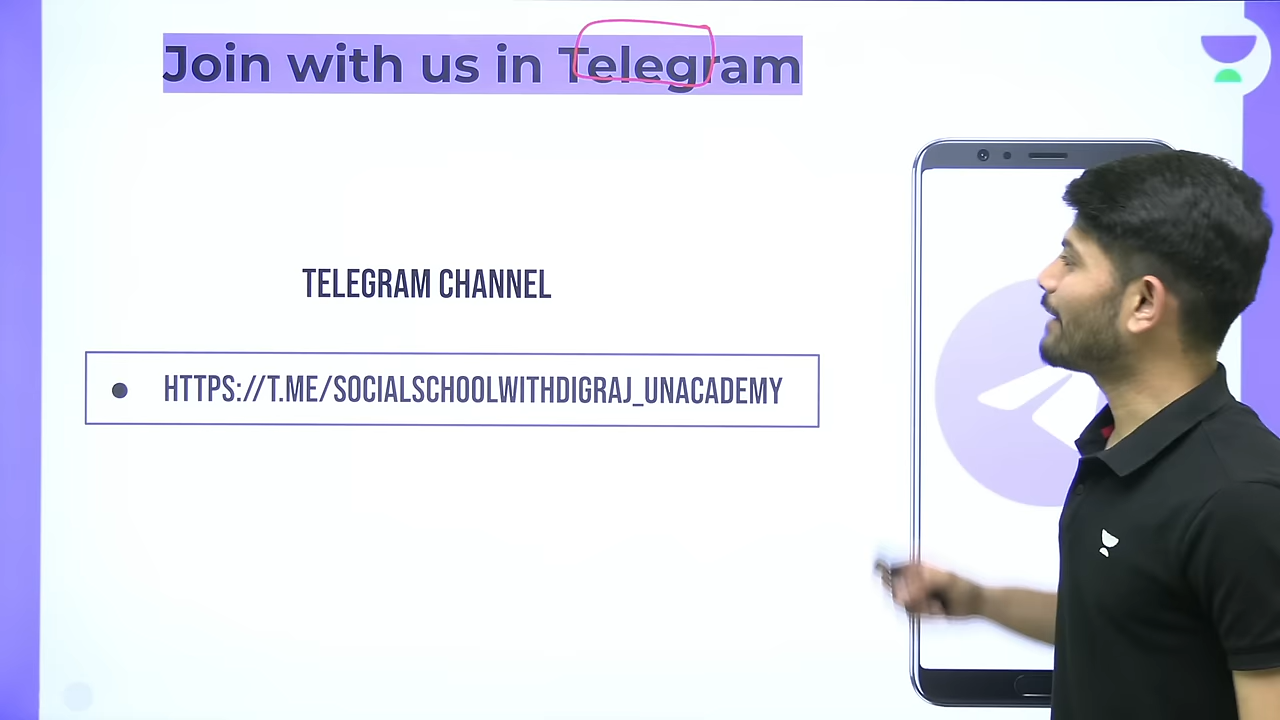 Join with us in Telegram
TELEGRAM CHANNEL
HTTPS://T.ME/SOCIALSCHOOLWITHDIGRAJ_UNACADEMY